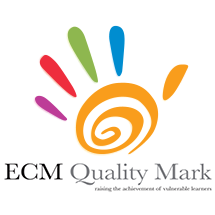 ECM Quality Mark
raising the achievement of vulnerable learners